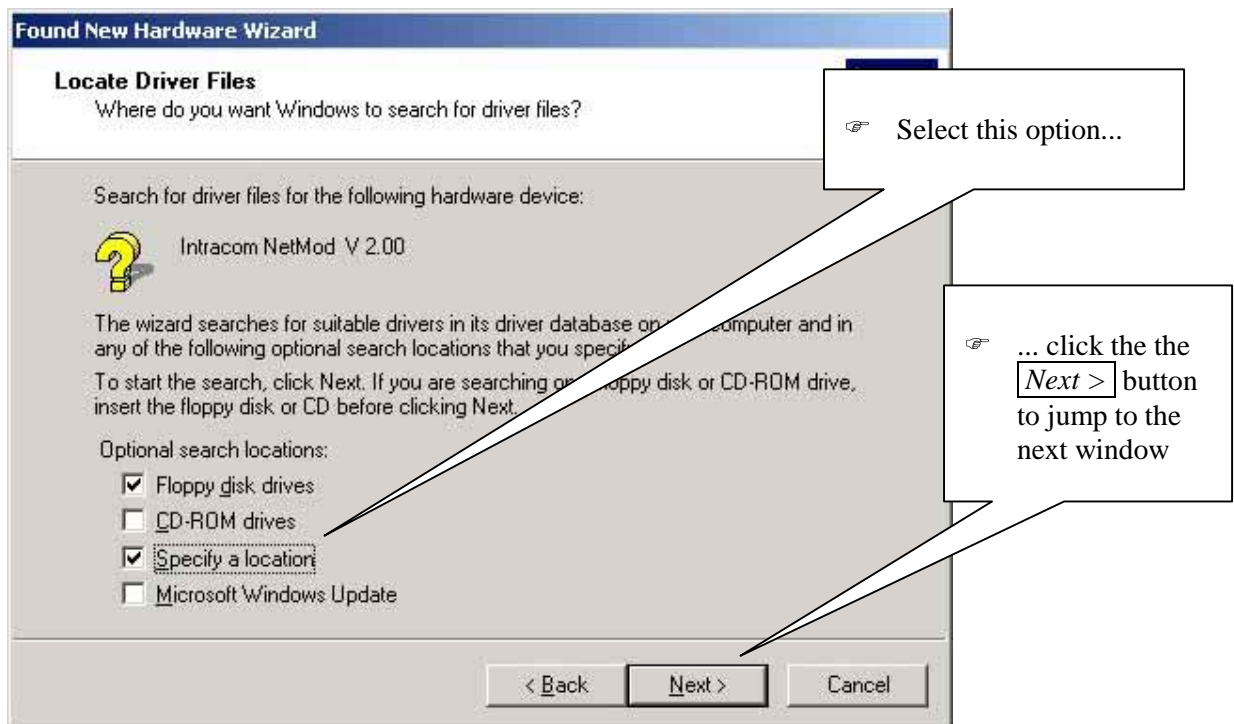 Found New Hardware Wizard
Locate Driver Files
Where do you want Windows to search for driver files?
☞ Select this option...
Search for driver files for the following hardware device:
Intracom NetMod V 2.00
The wizard searches for suitable drivers in its driver database on computer and in
any of the following optional search locations that you specify
To start the search, click Next. If you are searching on floppy disk or CD-ROM drive,
insert the floppy disk or CD before clicking Next.
☞ ... click the the
Next > button
to jump to the
next window
Optional search locations:
Floppy disk drives
CD-ROM drives
Specify a location
Microsoft Windows Update
< Back Next > Cancel